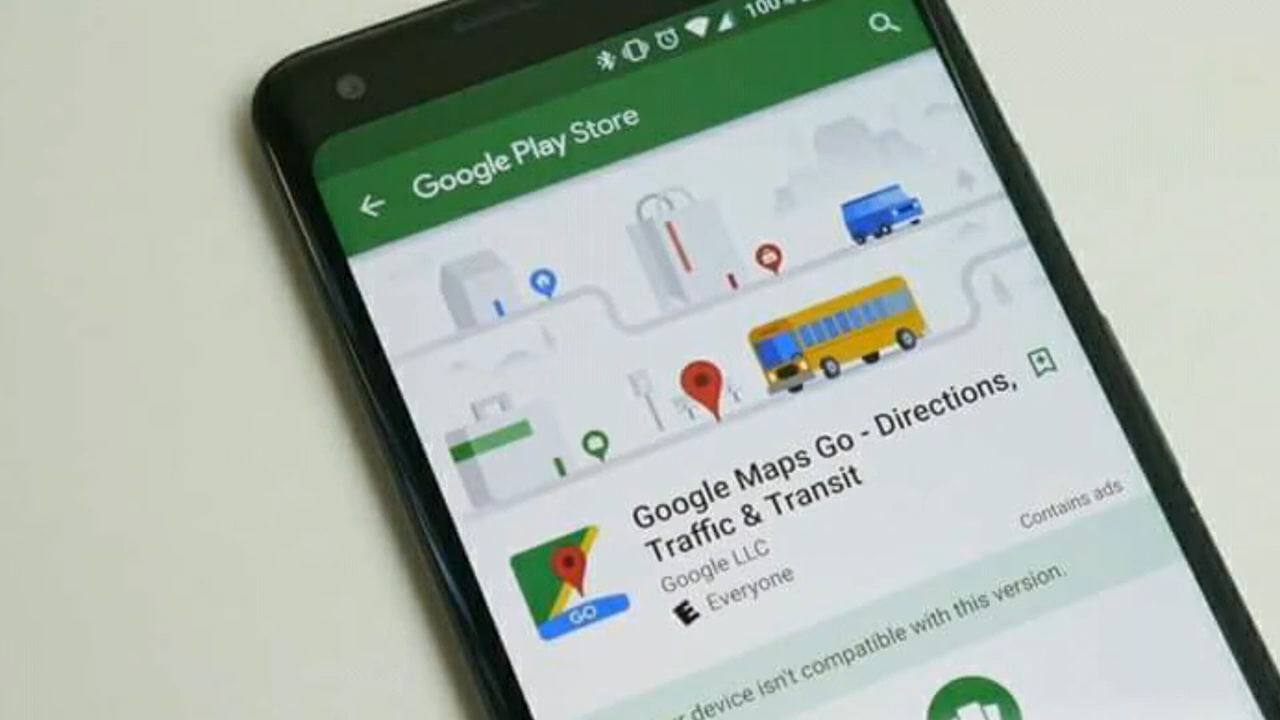 100%
Google Play Store
Google Maps Go - Directions,
Traffic & Transit
Google LLC
E Everyone
Contains ads
GO
device isn't compatible with this version.